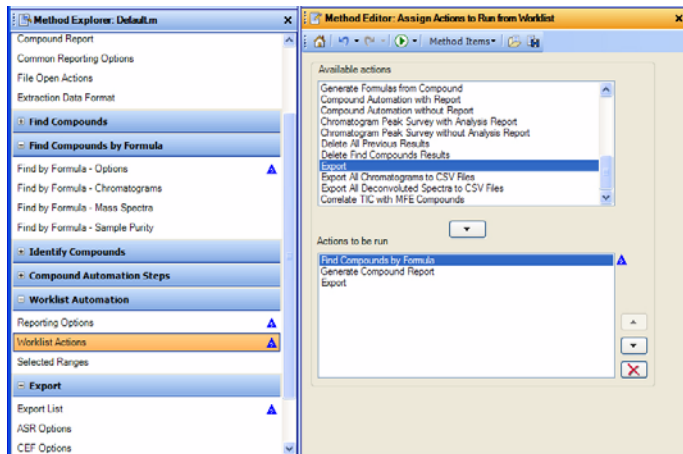 Method Explorer: Default.m
Compound Report
Common Reporting Options
File Open Actions
Extraction Data Format
Find Compounds
Find Compounds by Formula
Find by Formula - Options
Find by Formula - Chromatograms
Find by Formula - Mass Spectra
Find by Formula - Sample Purity
Identify Compounds
Compound Automation Steps
Worklist Automation
Reporting Options
Worklist Actions
Selected Ranges
Export
Export List
ASR Options
CEF Options
Method Editor: Assign Actions to Run from Worklist
Method Items
Available actions
Generate Formulas from Compound
Compound Automation with Report
Compound Automation without Report
Chromatogram Peak Survey with Analysis Report
Chromatogram Peak Survey without Analysis Report
Delete All Previous Results
Delete Find Compounds Results
Export
Export All Chromatograms to CSV Files
Export All Deconvoluted Spectra to CSV Files
Correlate TIC with MFE Compounds
Actions to be run
Find Compounds by Formula
Generate Compound Report
Export